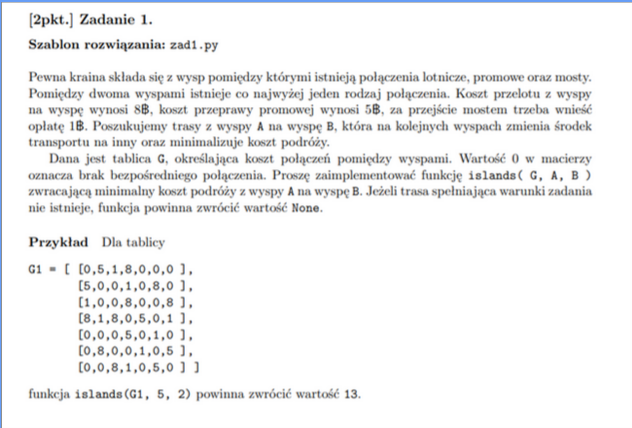 [2pkt.] Zadanie 1.
Szablon rozwiązania: zad1.py
Pewna kraina składa się z wysp pomiędzy którymi istnieją połączenia lotnicze, promowe oraz mosty.
Pomiędzy dwoma wyspami istnieje co najwyżej jeden rodzaj połączenia. Koszt przelotu z wyspy
na wyspę wynosi 8฿, koszt przeprawy promowej wynosi 5฿, za przejście mostem trzeba wnieść
opłatę 1฿. Poszukujemy trasy z wyspy A na wyspę B, która na kolejnych wyspach zmienia środek
transportu na inny oraz minimalizuje koszt podróży.
Dana jest tablica G, określająca koszt połączeń pomiędzy wyspami. Wartość 0 w macierzy
oznacza brak bezpośredniego połączenia. Proszę zaimplementować funkcję islands( G, A, B )
zwracającą minimalny koszt podróży z wyspy A na wyspę B. Jeżeli trasa spełniająca warunki zadania
nie istnieje, funkcja powinna zwrócić wartość None.
Przykład Dla tablicy
G1 = [ [0,5,1,8,0,0,0 ],
[5,0,0,1,0,8,0 ],
[1,0,0,8,0,0,8 ],
[8,1,8,0,5,0,1 ],
[0,0,0,5,0,1,0 ],
[0,8,0,0,1,0,5 ],
[0,0,8,1,0,5,0 ] ]
funkcja islands(G1, 5, 2) powinna zwrócić wartość 13.